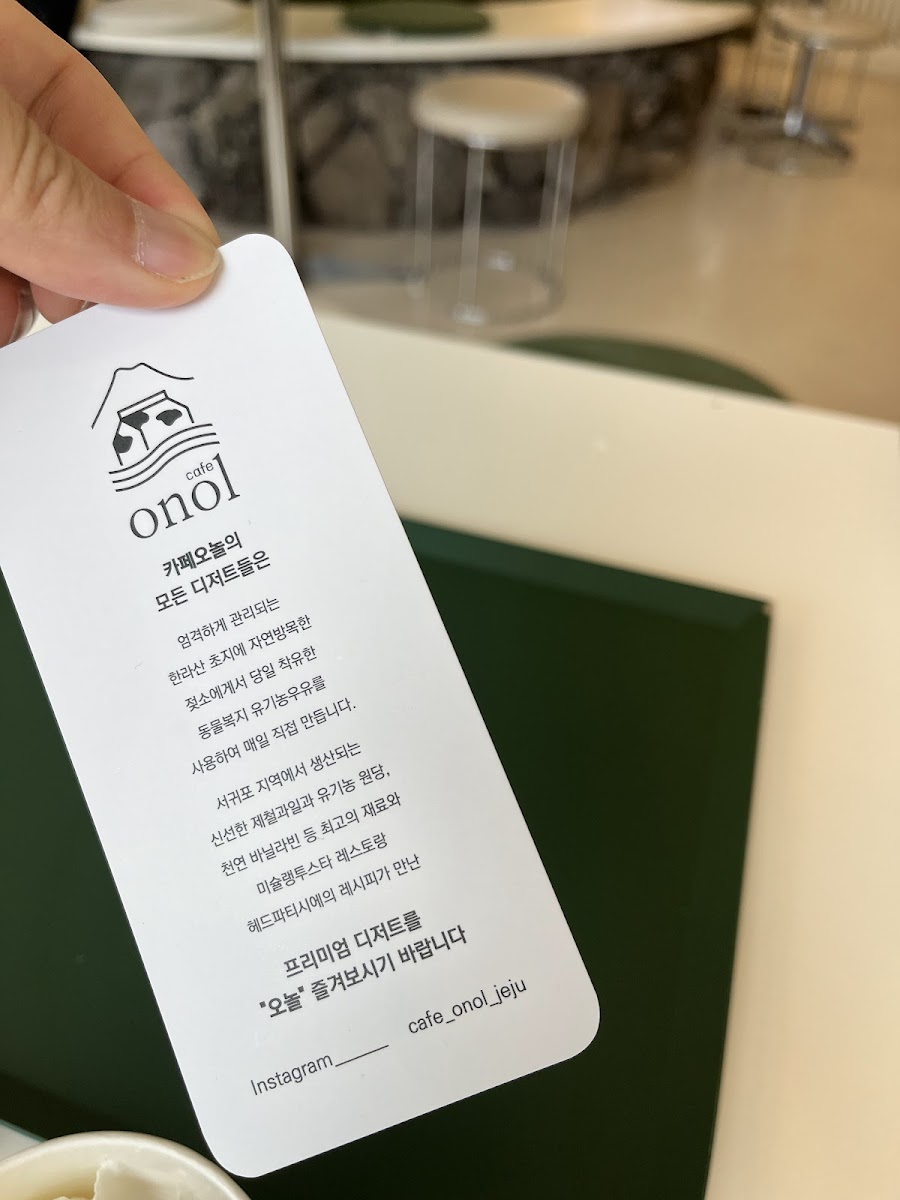 cafe
onol
카페오놀의
모든 디저트들은
엄격하게 관리되는
한라산 초지에 자연방목한
젖소에게서 당일 착유한
동물복지 유기농우유를
사용하여 매일 직접 만듭니다.
서귀포 지역에서 생산되는
신선한 제철과일과 유기농 원당,
천연 바닐라빈 등 최고의 재료와
미슐랭투스타 레스토랑
헤드파티시에의 레시피가 만난
프리미엄 디저트를
"오놀" 즐겨보시기 바랍니다
Instagram_____ cafe_onol_jeju